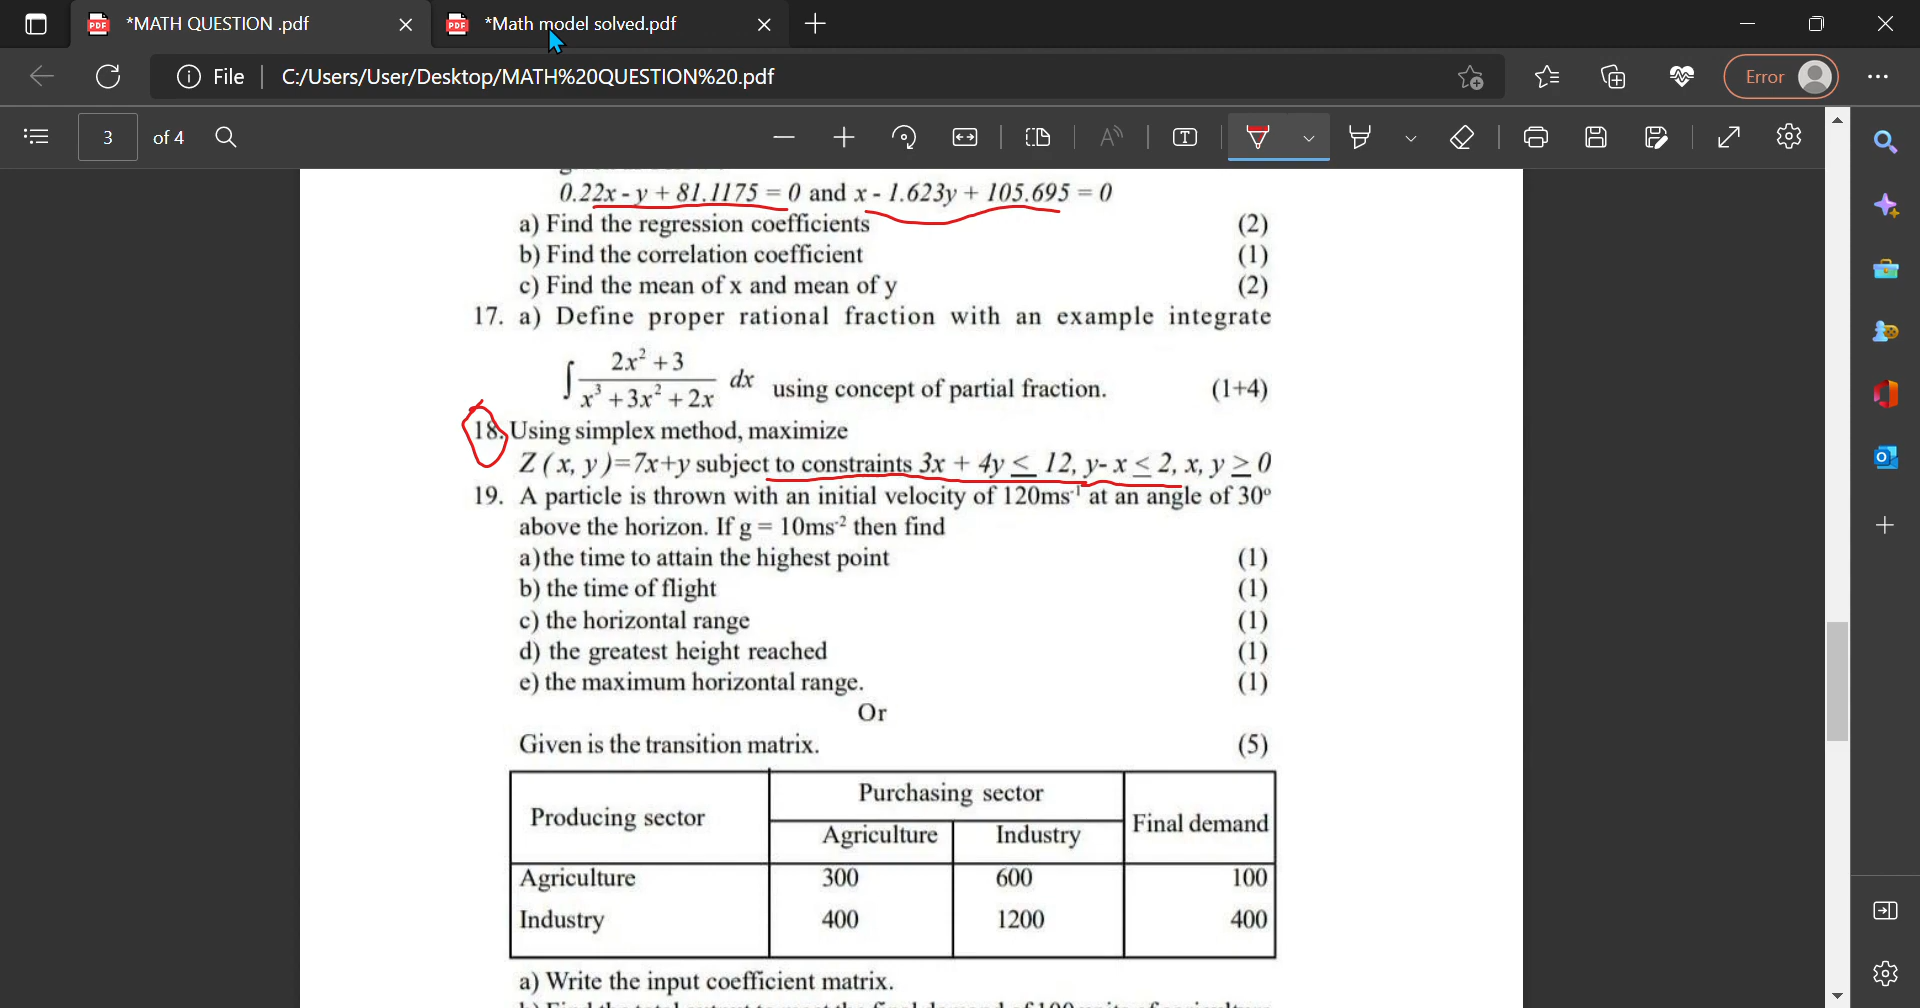 *MATH QUESTION .pdf
*Math model solved.pdf
File
C:/Users/User/Desktop/MATH%20QUESTION%20.pdf
Error
3 of 4
0.22x - y + 81.1175 = 0 and x - 1.623y + 105.695 = 0
a) Find the regression coefficients (2)
b) Find the correlation coefficient (1)
c) Find the mean of x and mean of y (2)
17. a) Define proper rational fraction with an example integrate
∫ (2x² + 3)/(x³ + 3x² + 2x) dx using concept of partial fraction. (1+4)
18. Using simplex method, maximize
Z (x, y)=7x+y subject to constraints 3x + 4y ≤ 12, y- x ≤ 2, x, y ≥ 0
19. A particle is thrown with an initial velocity of 120ms⁻¹ at an angle of 30°
above the horizon. If g = 10ms⁻² then find
a)the time to attain the highest point (1)
b) the time of flight (1)
c) the horizontal range (1)
d) the greatest height reached (1)
e) the maximum horizontal range. (1)
Or
Given is the transition matrix. (5)
Producing sector
Purchasing sector
Final demand
Agriculture Industry
Agriculture 300 600 100
Industry 400 1200 400
a) Write the input coefficient matrix.